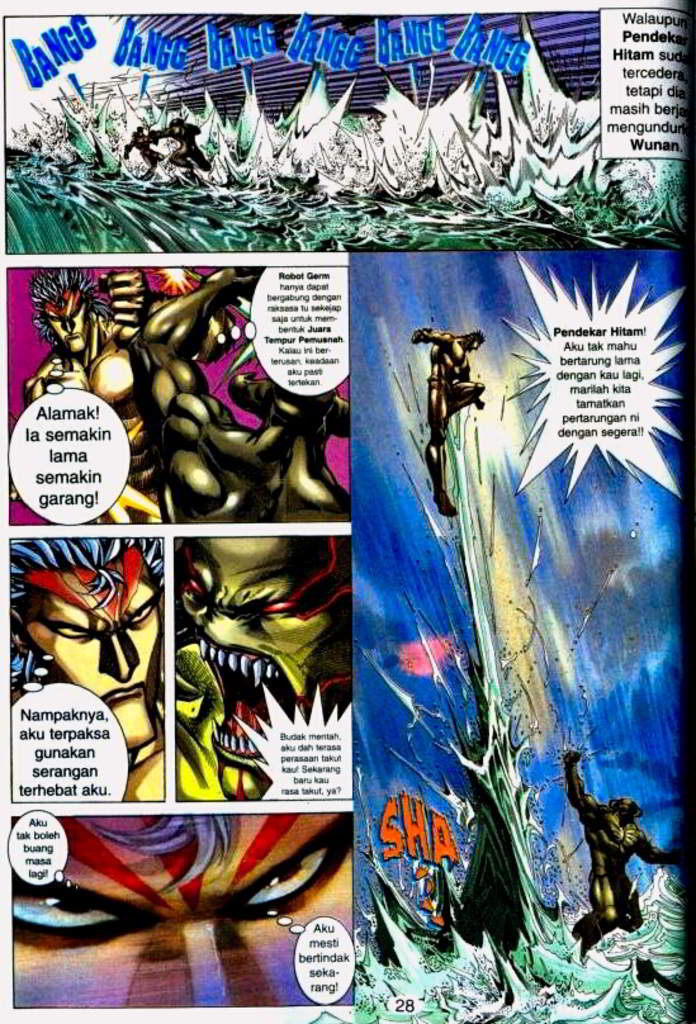 BANGG BANGG BANGG BANGG BANGG BANGG
Walaupun
Pendekar
Hitam
tercedera,
tetapi dia
masih
Wunan.
Robot Germ
hanya dapat
bergabung dengan
raksasa tu sekejap
saja untuk mem-
bentuk Juara
Tempur Pemusnah.
Kalau ini ber-
terusan, keadaan
aku pasti
tertekan.
Alamak!
Ia semakin
lama
semakin
garang!
Pendekar Hitam!
Aku tak mahu
bertarung lama
dengan kau lagi,
marilah kita
tamatkan
pertarungan ni
dengan segera!!
Nampaknya,
aku terpaksa
gunakan
serangan
terhebat aku.
Budak mentah,
aku dah terasa
perasaan takut
kau! Sekarang
baru kau
rasa takut, ya?
SHA
Aku
tak boleh
buang
masa
lagi!
Aku
mesti
bertindak
seka-
rang!
28